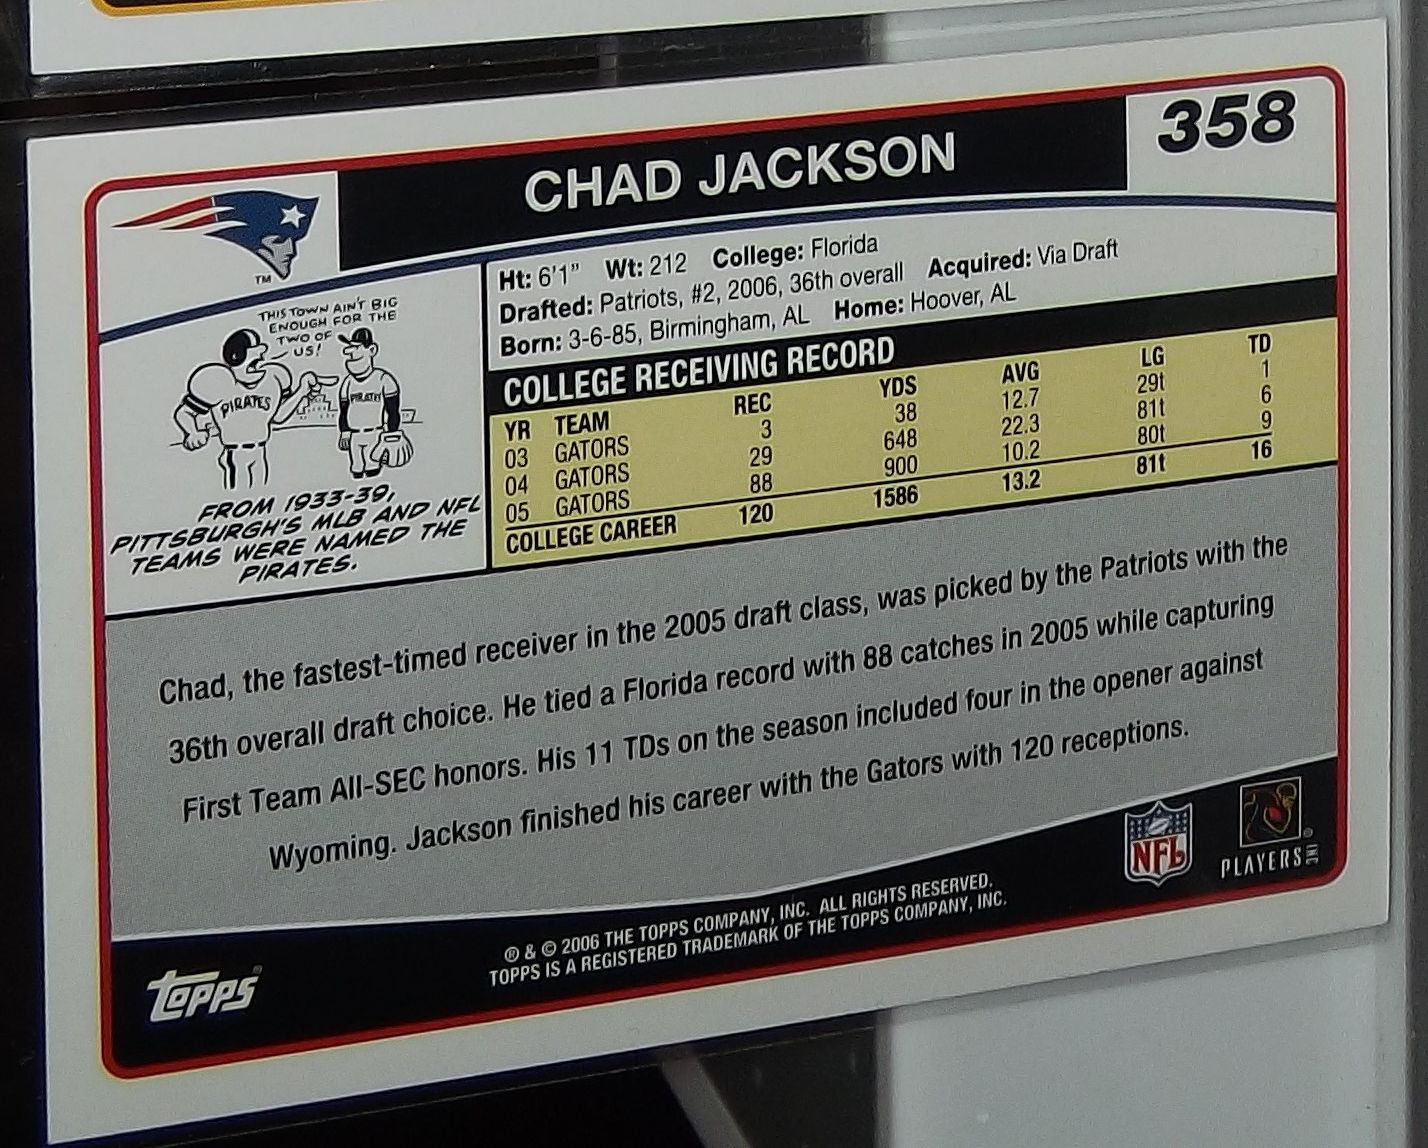 CHAD JACKSON
358
TM
Ht: 6'1" Wt: 212 College: Florida
Drafted: Patriots, #2, 2006, 36th overall Acquired: Via Draft
Born: 3-6-85, Birmingham, AL Home: Hoover, AL
THIS TOWN AIN'T BIG
ENOUGH FOR THE
TWO OF
US!
PIRATES
PIRATES
FROM 1933-39,
PITTSBURGH'S MLB AND NFL
TEAMS WERE NAMED THE
PIRATES.
COLLEGE RECEIVING RECORD
YR TEAM REC YDS AVG LG TD
03 GATORS 3 38 12.7 29t 1
04 GATORS 29 648 22.3 81t 6
05 GATORS 88 900 10.2 80t 9
COLLEGE CAREER 120 1586 13.2 81t 16
Chad, the fastest-timed receiver in the 2005 draft class, was picked by the Patriots with the
36th overall draft choice. He tied a Florida record with 88 catches in 2005 while capturing
First Team All-SEC honors. His 11 TDs on the season included four in the opener against
Wyoming. Jackson finished his career with the Gators with 120 receptions.
NFL
PLAYERS INC ®
® & © 2006 THE TOPPS COMPANY, INC. ALL RIGHTS RESERVED.
TOPPS IS A REGISTERED TRADEMARK OF THE TOPPS COMPANY, INC.
Topps®